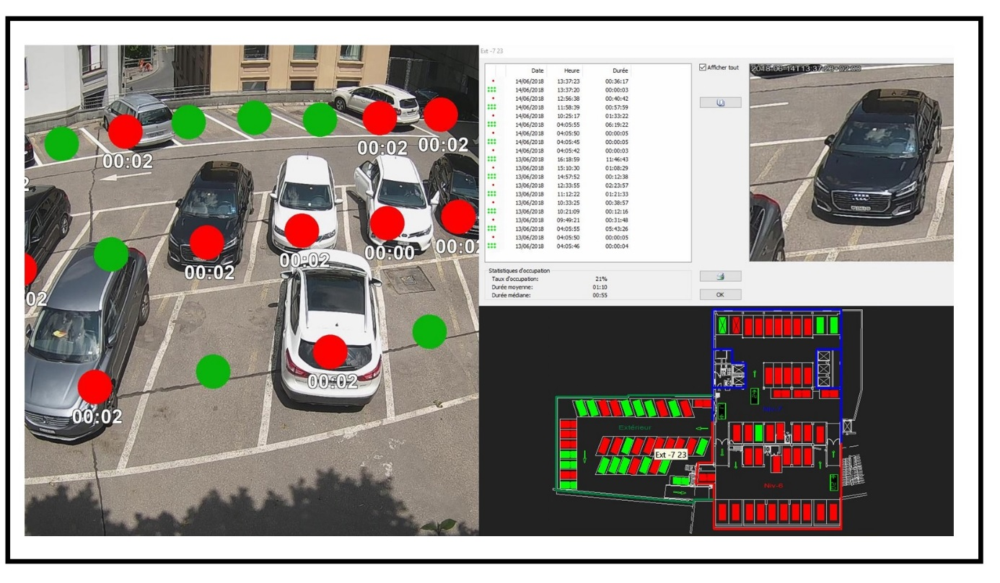 00:02
00:02
00:02
2
2
00:02
00:02
00:00
00:0
02
00:02
00:02
Ext -7 23
Date Heure Durée
14/06/2018 13:37:23 00:36:17
14/06/2018 13:37:20 00:00:03
14/06/2018 12:56:38 00:40:42
14/06/2018 11:58:39 00:57:59
14/06/2018 10:25:17 01:33:22
14/06/2018 04:05:55 06:19:22
14/06/2018 04:05:50 00:00:05
14/06/2018 04:05:45 00:00:05
14/06/2018 04:05:42 00:00:03
13/06/2018 16:18:59 11:46:43
13/06/2018 15:10:30 01:08:29
13/06/2018 14:57:52 00:12:38
13/06/2018 12:33:55 02:23:57
13/06/2018 11:12:22 01:21:33
13/06/2018 10:33:25 00:38:57
13/06/2018 10:21:09 00:12:16
13/06/2018 09:49:21 00:31:48
13/06/2018 04:05:55 05:43:26
13/06/2018 04:05:50 00:00:05
13/06/2018 04:05:46 00:00:04
Afficher tout
Statistiques d'occupation
Taux d'occupation: 21%
Durée moyenne: 01:10
Durée médiane: 00:55
OK
2018-06-14T13:37:23+02:00
Niv-7
Extérieur
Ext -7 23
Niv-6